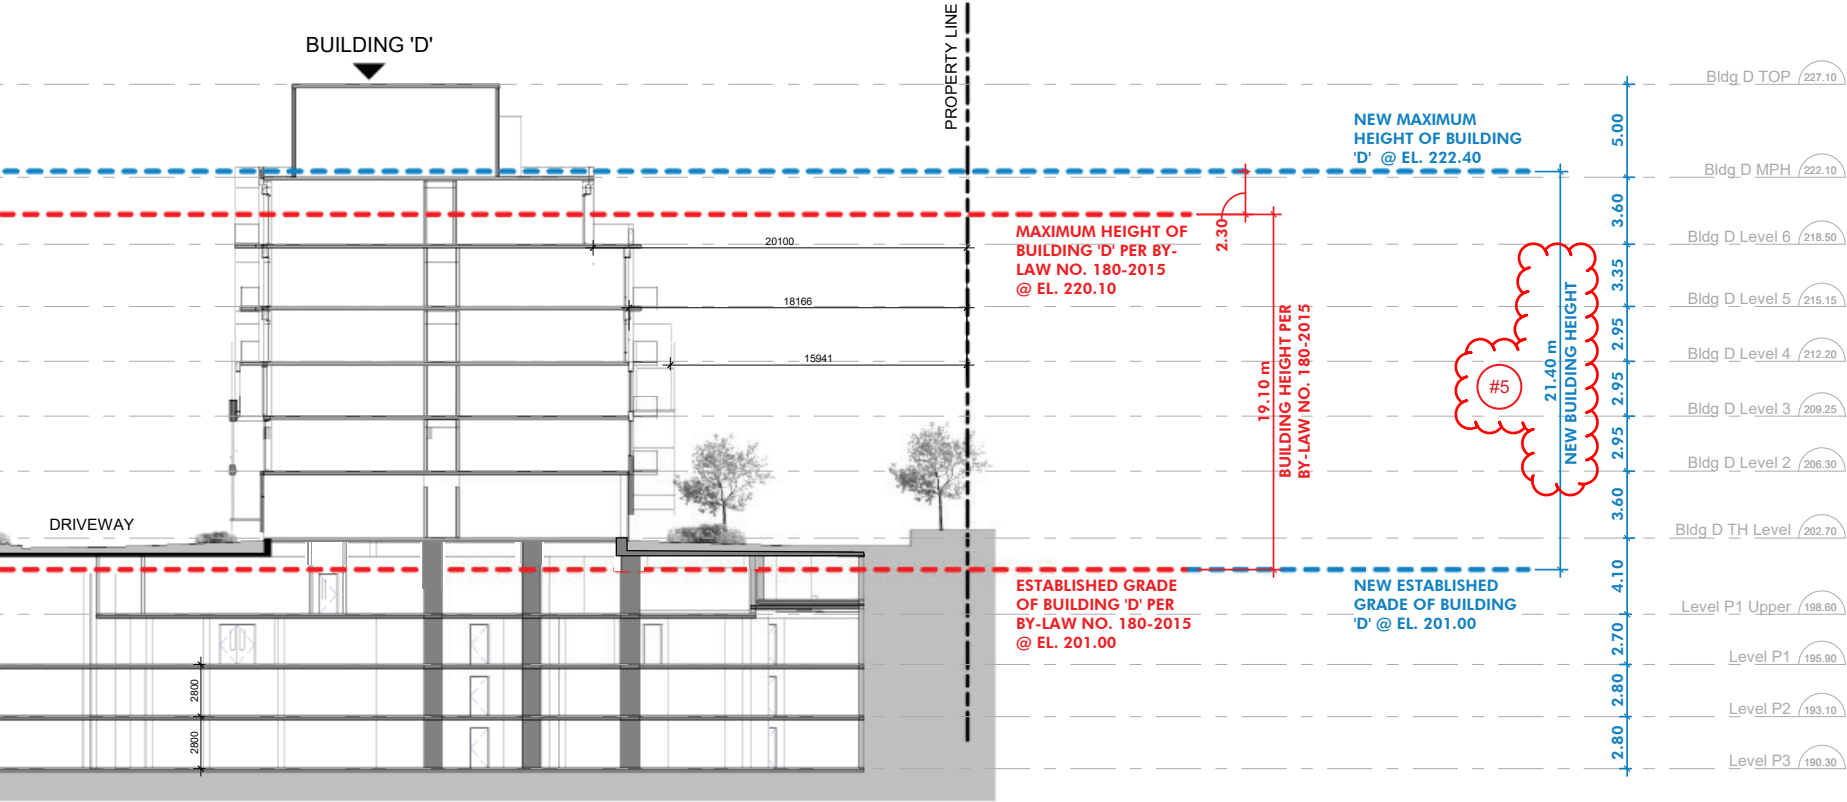 BUILDING 'D'
PROPERTY LINE
Bldg D TOP 227.10
5.00
NEW MAXIMUM
HEIGHT OF BUILDING
'D' @ EL. 222.40
Bldg D MPH 222.10
3.60
2.30
MAXIMUM HEIGHT OF
BUILDING 'D' PER BY-
LAW NO. 180-2015
@ EL. 220.10
20100
Bldg D Level 6 218.50
3.35
18166
Bldg D Level 5 215.15
2.95
15941
Bldg D Level 4 212.20
19.10 m
BUILDING HEIGHT PER
BY-LAW NO. 180-2015
#5
21.40 m
NEW BUILDING HEIGHT
2.95
Bldg D Level 3 209.25
2.95
Bldg D Level 2 206.30
3.60
DRIVEWAY
Bldg D TH Level 202.70
4.10
ESTABLISHED GRADE
OF BUILDING 'D' PER
BY-LAW NO. 180-2015
@ EL. 201.00
NEW ESTABLISHED
GRADE OF BUILDING
'D' @ EL. 201.00
Level P1 Upper 198.60
2.70
Level P1 195.90
2800
2.80
Level P2 193.10
2800
2.80
Level P3 190.30